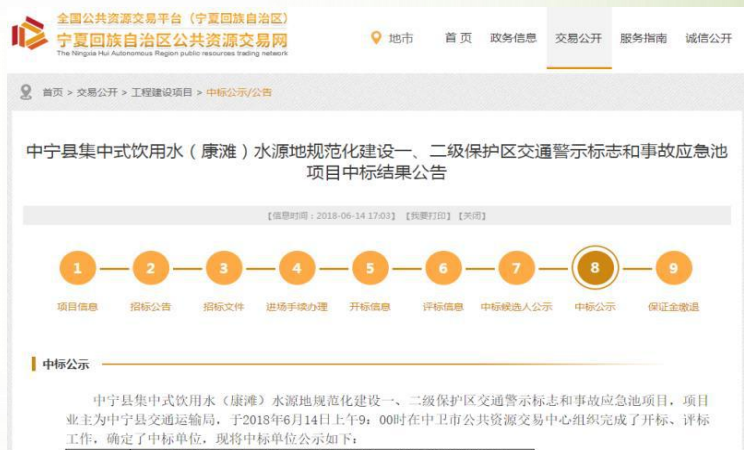 全国公共资源交易平台（宁夏回族自治区）
宁夏回族自治区公共资源交易网
The Ningxia Hui Autonomous Region public resources trading network
地市 首页 政务信息 交易公开 服务指南 诚信公开
首页 > 交易公开 > 工程建设项目 > 中标公示/公告
中宁县集中式饮用水（康滩）水源地规范化建设一、二级保护区交通警示标志和事故应急池
项目中标结果公告
【信息时间：2018-06-14 17:03】 【我要打印】【关闭】
1 2 3 4 5 6 7 8 9
项目信息 招标公告 招标文件 进场手续办理 开标信息 评标信息 中标候选人公示 中标公示 保证金缴退
中标公示
中宁县集中式饮用水（康滩）水源地规范化建设一、二级保护区交通警示标志和事故应急池项目，项目
业主为中宁县交通运输局，于2018年6月14日上午9：00时在中卫市公共资源交易中心组织完成了开标、评标
工作，确定了中标单位，现将中标单位公示如下：